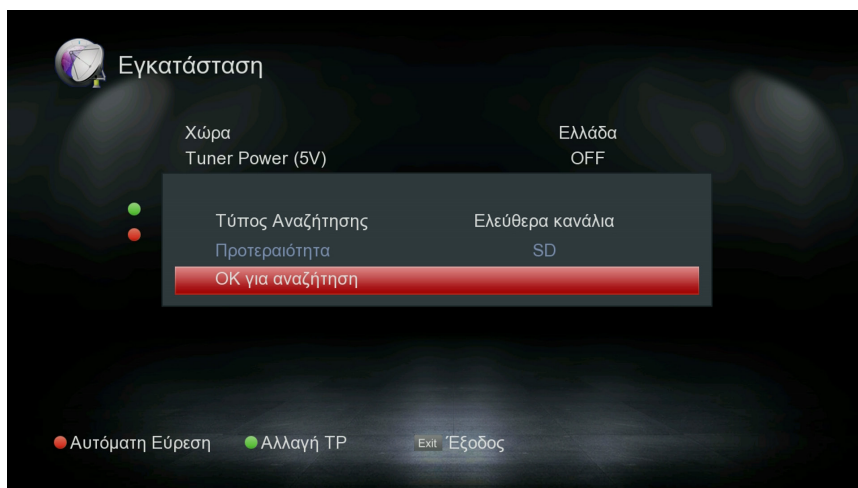 Εγκατάσταση
Χώρα Ελλάδα
Tuner Power (5V) OFF
Τύπος Αναζήτησης Ελεύθερα κανάλια
Προτεραιότητα SD
ΟΚ για αναζήτηση
Αυτόματη Εύρεση Αλλαγή TP Exit Έξοδος